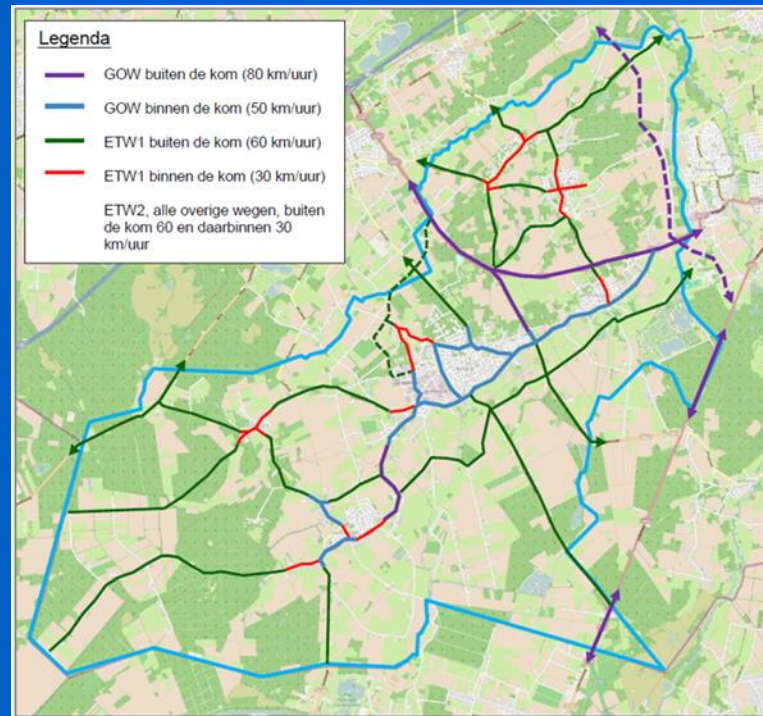 Legenda
GOW buiten de kom (80 km/uur)
GOW binnen de kom (50 km/uur)
ETW1 buiten de kom (60 km/uur)
ETW1 binnen de kom (30 km/uur)
ETW2, alle overige wegen, buiten
de kom 60 en daarbinnen 30
km/uur